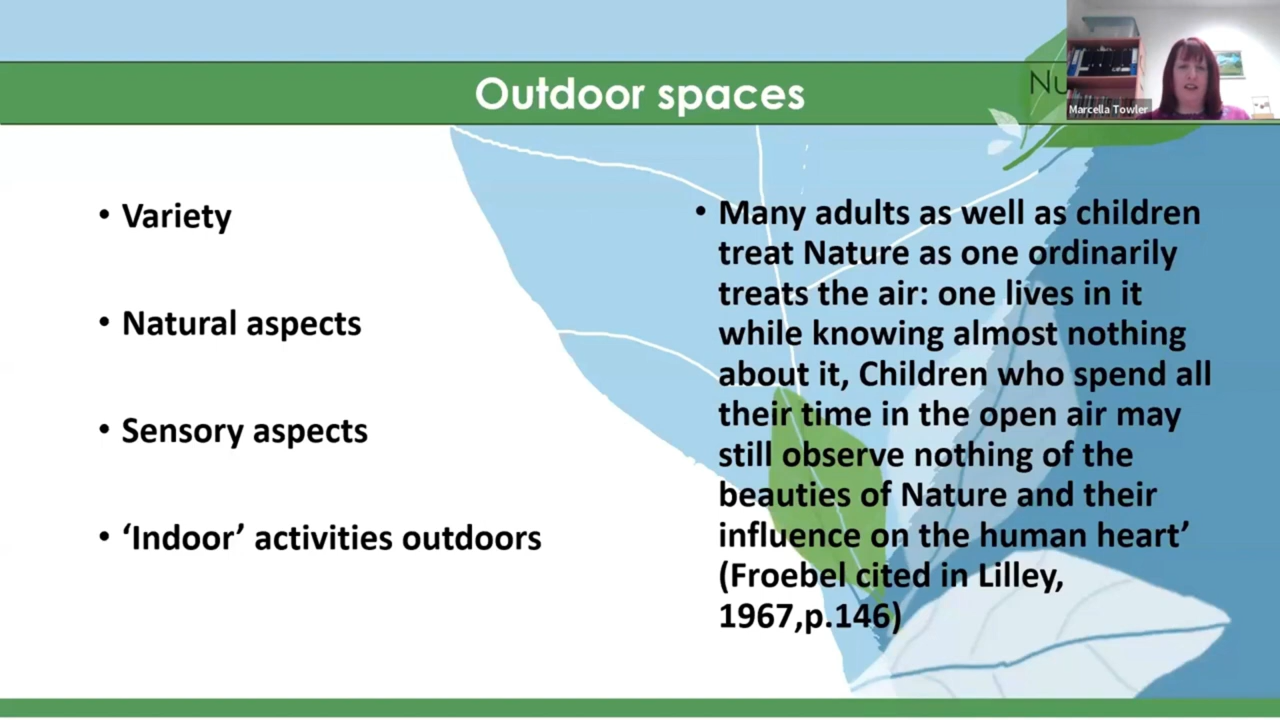 Outdoor spaces
Nu
Marcella Towler
• Variety
• Natural aspects
• Sensory aspects
• ‘Indoor’ activities outdoors
• Many adults as well as children
treat Nature as one ordinarily
treats the air: one lives in it
while knowing almost nothing
about it, Children who spend all
their time in the open air may
still observe nothing of the
beauties of Nature and their
influence on the human heart’
(Froebel cited in Lilley,
1967,p.146)